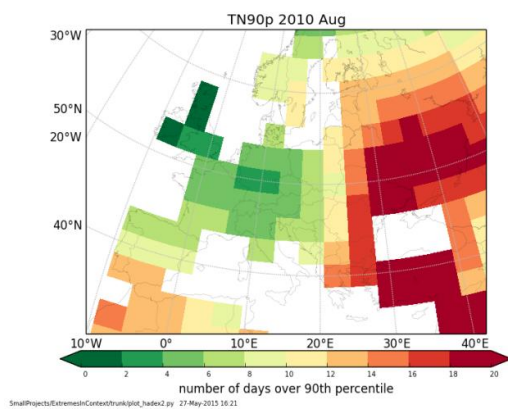 TN90p 2010 Aug
30°W
50°N
20°W
40°N
10°W 0° 10°E 20°E 30°E 40°E
0 2 4 6 8 10 12 14 16 18 20
number of days over 90th percentile
SmallProjects/ExtremesInContext/trunk/plot_hadex2.py 27-May-2015 16:21